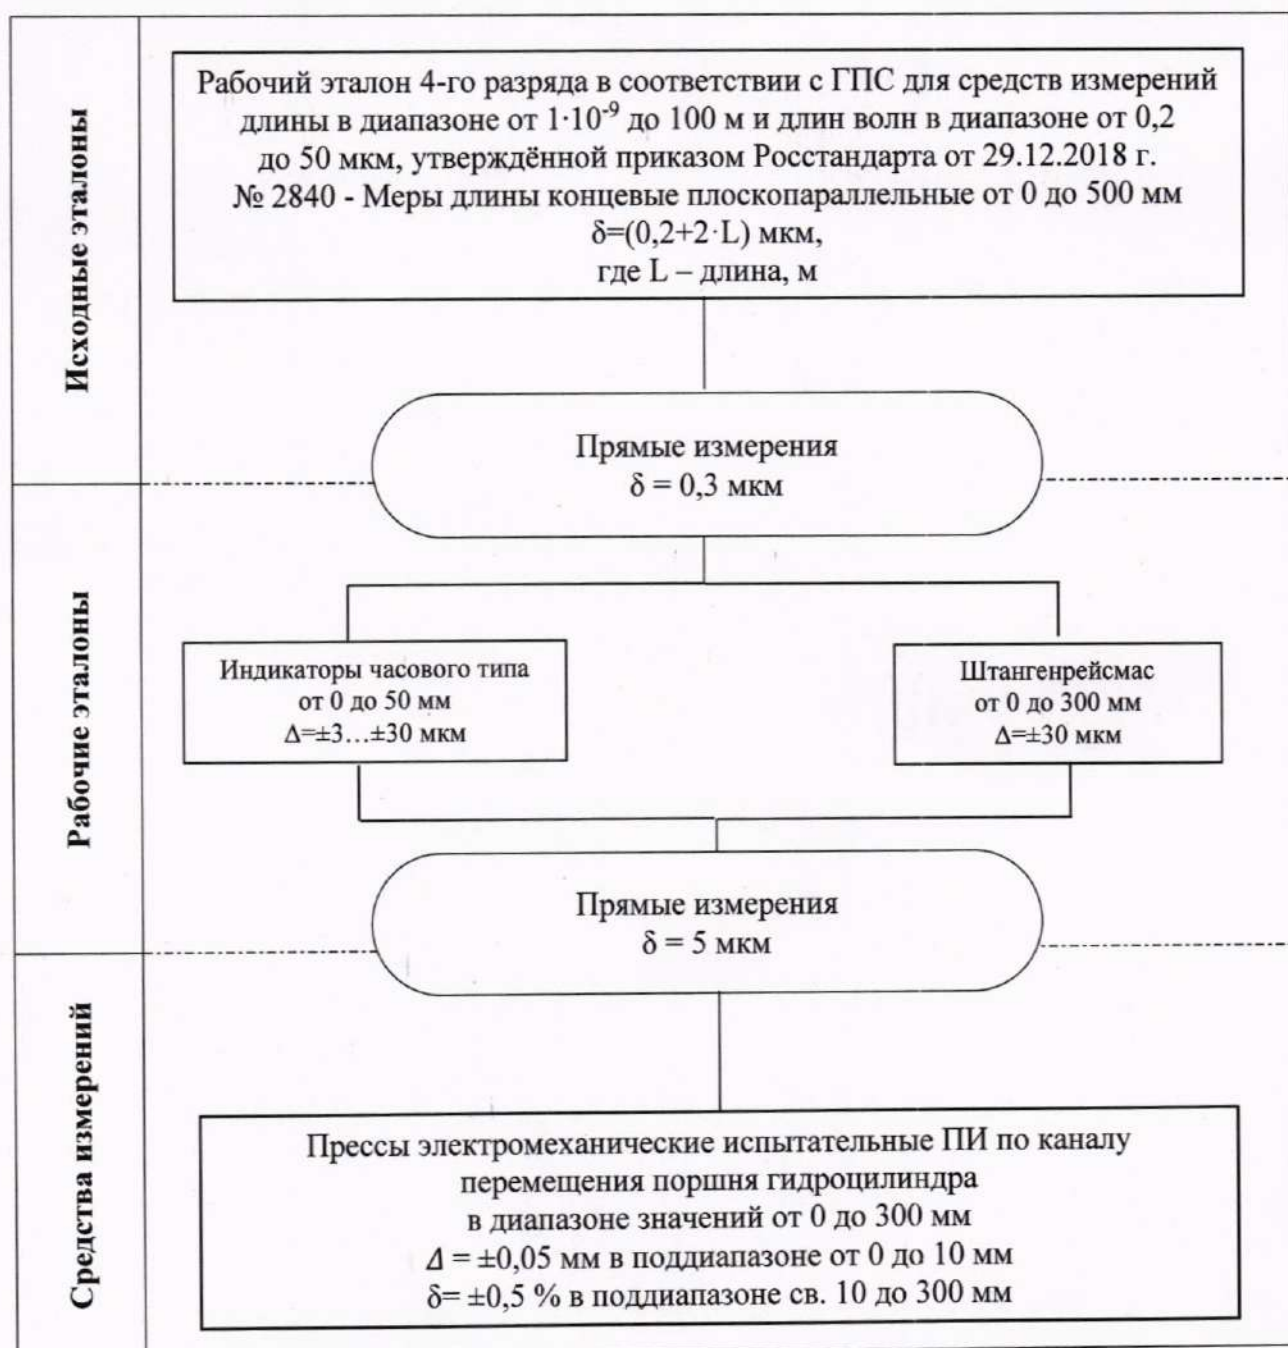 Исходные эталоны
Рабочий эталон 4-го разряда в соответствии с ГПС для средств измерений
длины в диапазоне от 1·10⁻⁹ до 100 м и длин волн в диапазоне от 0,2
до 50 мкм, утверждённой приказом Росстандарта от 29.12.2018 г.
№ 2840 - Меры длины концевые плоскопараллельные от 0 до 500 мм
δ=(0,2+2·L) мкм,
где L – длина, м
Прямые измерения
δ = 0,3 мкм
Рабочие эталоны
Индикаторы часового типа
от 0 до 50 мм
Δ=±3…±30 мкм
Штангенрейсмас
от 0 до 300 мм
Δ=±30 мкм
Прямые измерения
δ = 5 мкм
Средства измерений
Прессы электромеханические испытательные ПИ по каналу
перемещения поршня гидроцилиндра
в диапазоне значений от 0 до 300 мм
Δ = ±0,05 мм в поддиапазоне от 0 до 10 мм
δ= ±0,5 % в поддиапазоне св. 10 до 300 мм